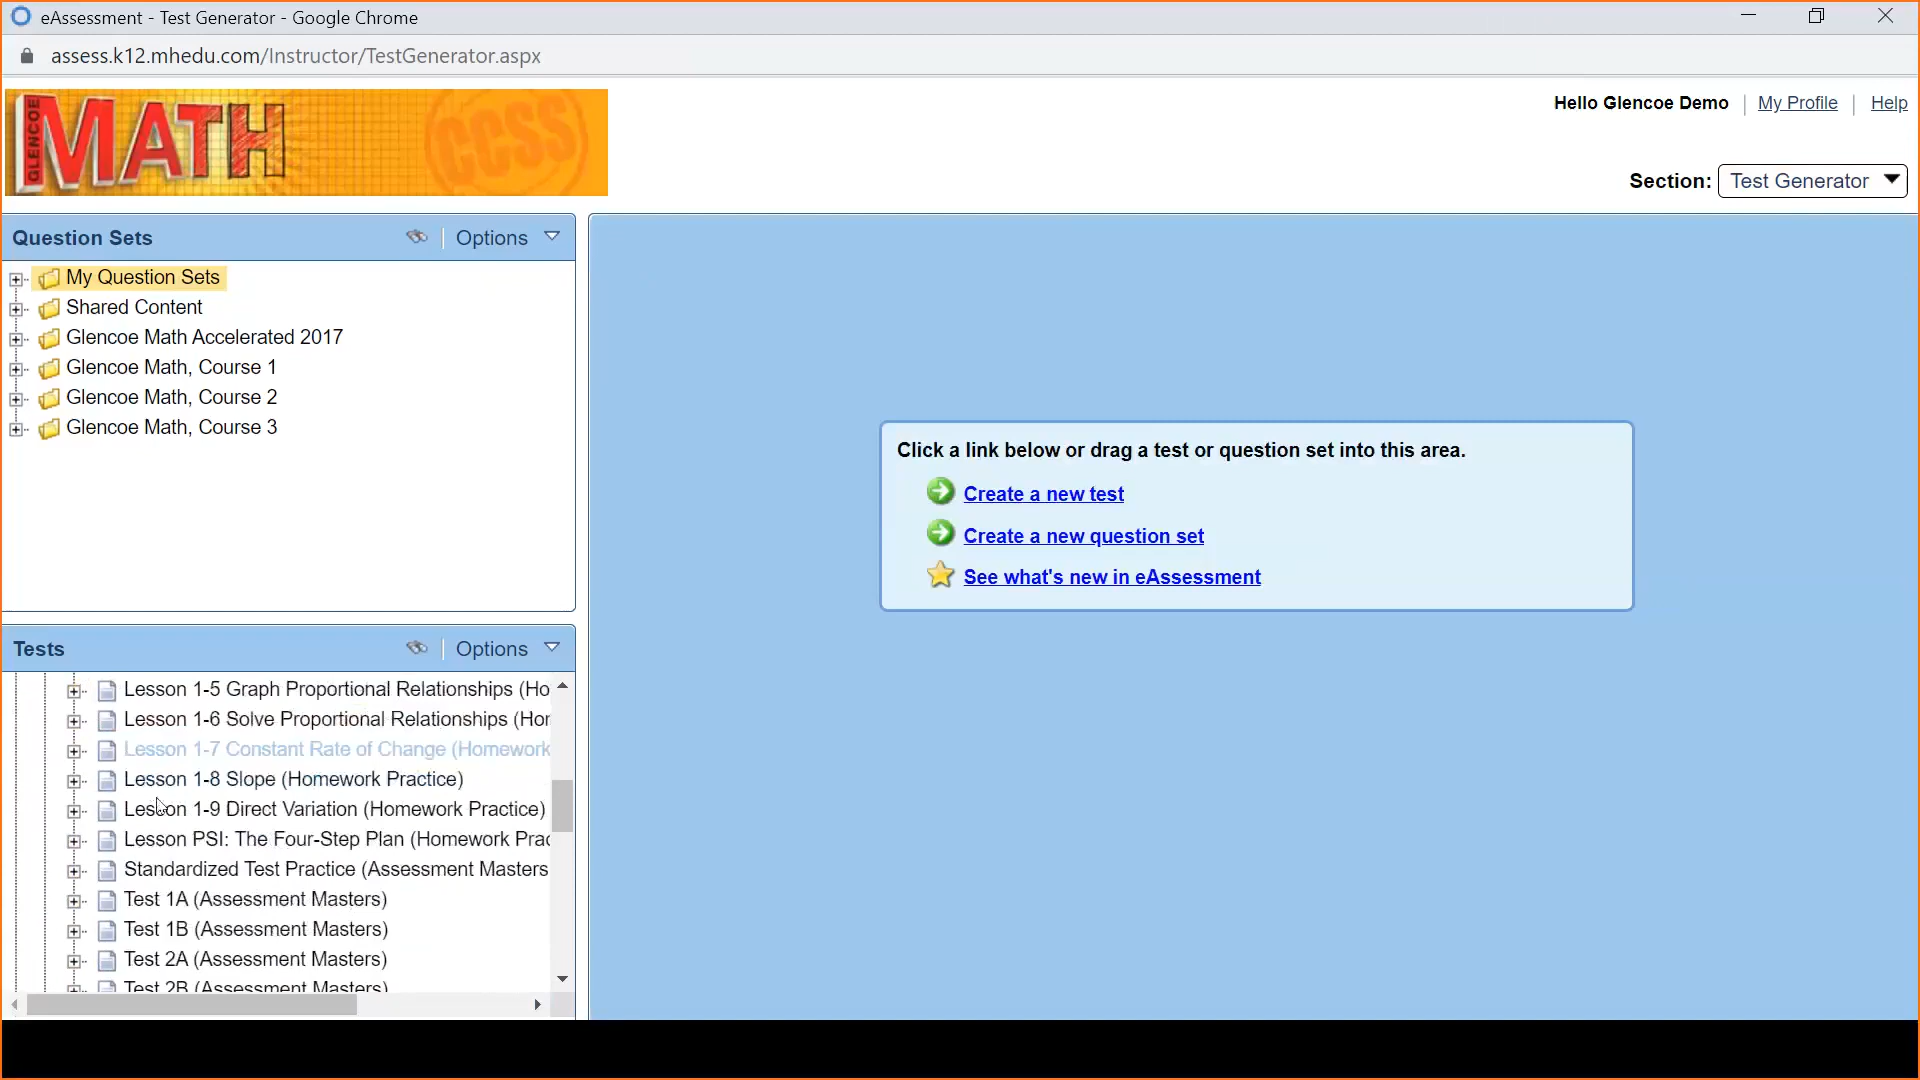 eAssessment - Test Generator - Google Chrome
assess.k12.mhedu.com/Instructor/TestGenerator.aspx
GLENCOE MATH
CCSS
Hello Glencoe Demo | My Profile | Help
Section: Test Generator
Question Sets
Options
My Question Sets
Shared Content
Glencoe Math Accelerated 2017
Glencoe Math, Course 1
Glencoe Math, Course 2
Glencoe Math, Course 3
Click a link below or drag a test or question set into this area.
Create a new test
Create a new question set
See what's new in eAssessment
Tests
Options
Lesson 1-5 Graph Proportional Relationships (Ho
Lesson 1-6 Solve Proportional Relationships (Hor
Lesson 1-7 Constant Rate of Change (Homework
Lesson 1-8 Slope (Homework Practice)
Lesson 1-9 Direct Variation (Homework Practice)
Lesson PSI: The Four-Step Plan (Homework Prac
Standardized Test Practice (Assessment Masters
Test 1A (Assessment Masters)
Test 1B (Assessment Masters)
Test 2A (Assessment Masters)
Test 2B (Assessment Masters)